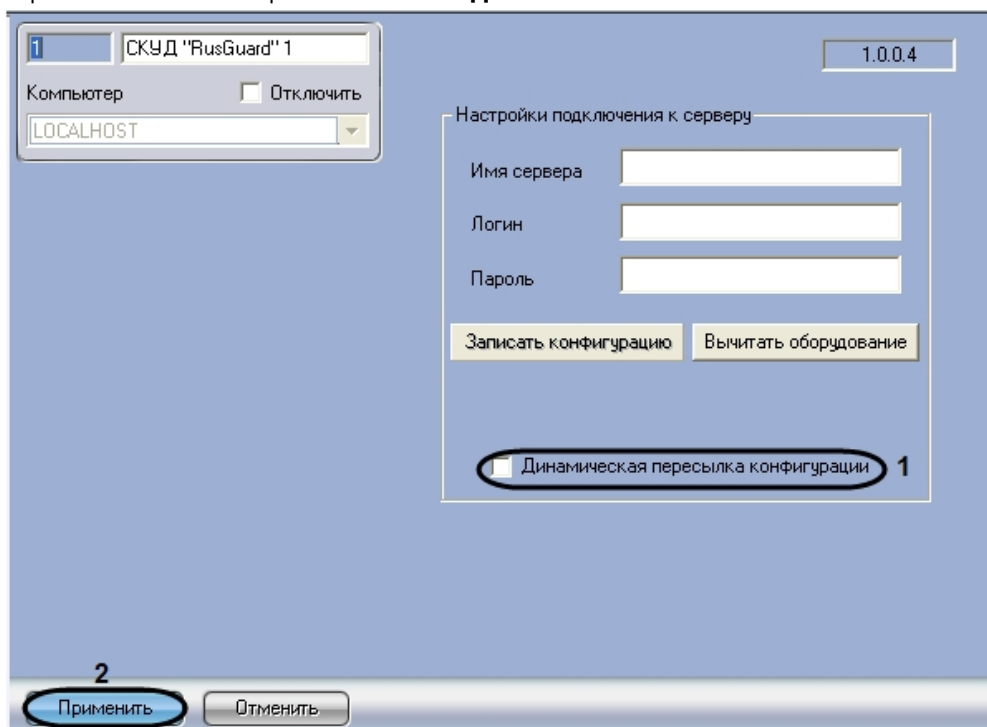 1 СКУД "RusGuard" 1
1.0.0.4
Компьютер Отключить
LOCALHOST
Настройки подключения к серверу
Имя сервера
Логин
Пароль
Записать конфигурацию Вычитать оборудование
Динамическая пересылка конфигурации 1
2
Применить Отменить